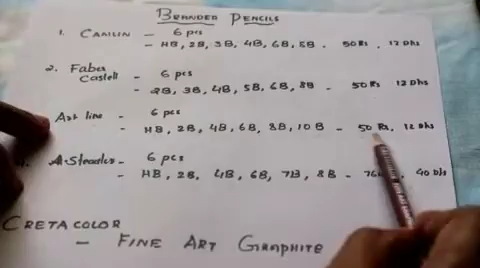 BRANDED PENCILS
1. CAMLIN - 6 pcs
- HB, 2B, 3B, 4B, 6B, 8B. 50 Rs, 12 Dhs
2. Faber Castell - 6 pcs
- 2B, 3B, 4B, 5B, 6B, 8B - 50 Rs 12 Dhs
Art line - 6 pcs
- HB, 2B, 4B, 6B, 8B, 10B - 50 Rs, 12 Dhs
6 pcs
- HB, 2B, 4B, 6B, 7B, 8B - 40 Dhs
CRETACOLOR
- FINE ART GRAPHITE